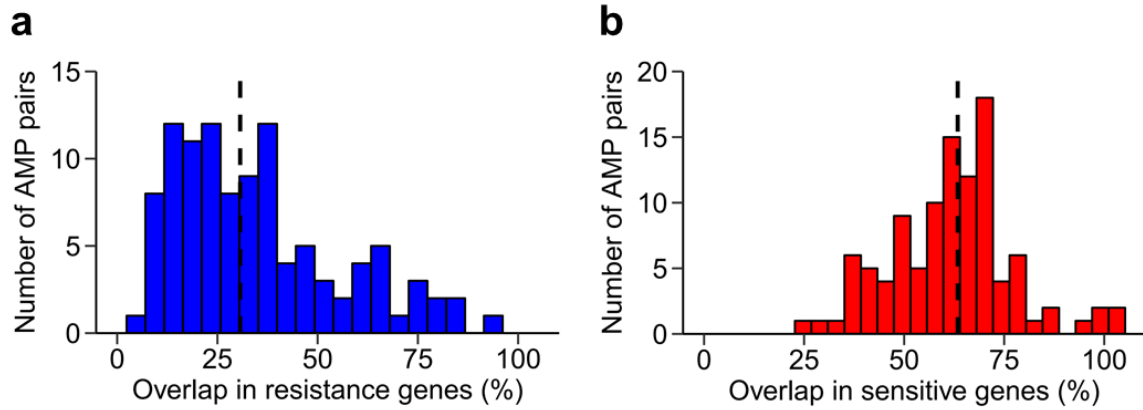 a
Number of AMP pairs
15
10
5
0
0 25 50 75 100
Overlap in resistance genes (%)
b
Number of AMP pairs
20
15
10
5
0
0 25 50 75 100
Overlap in sensitive genes (%)